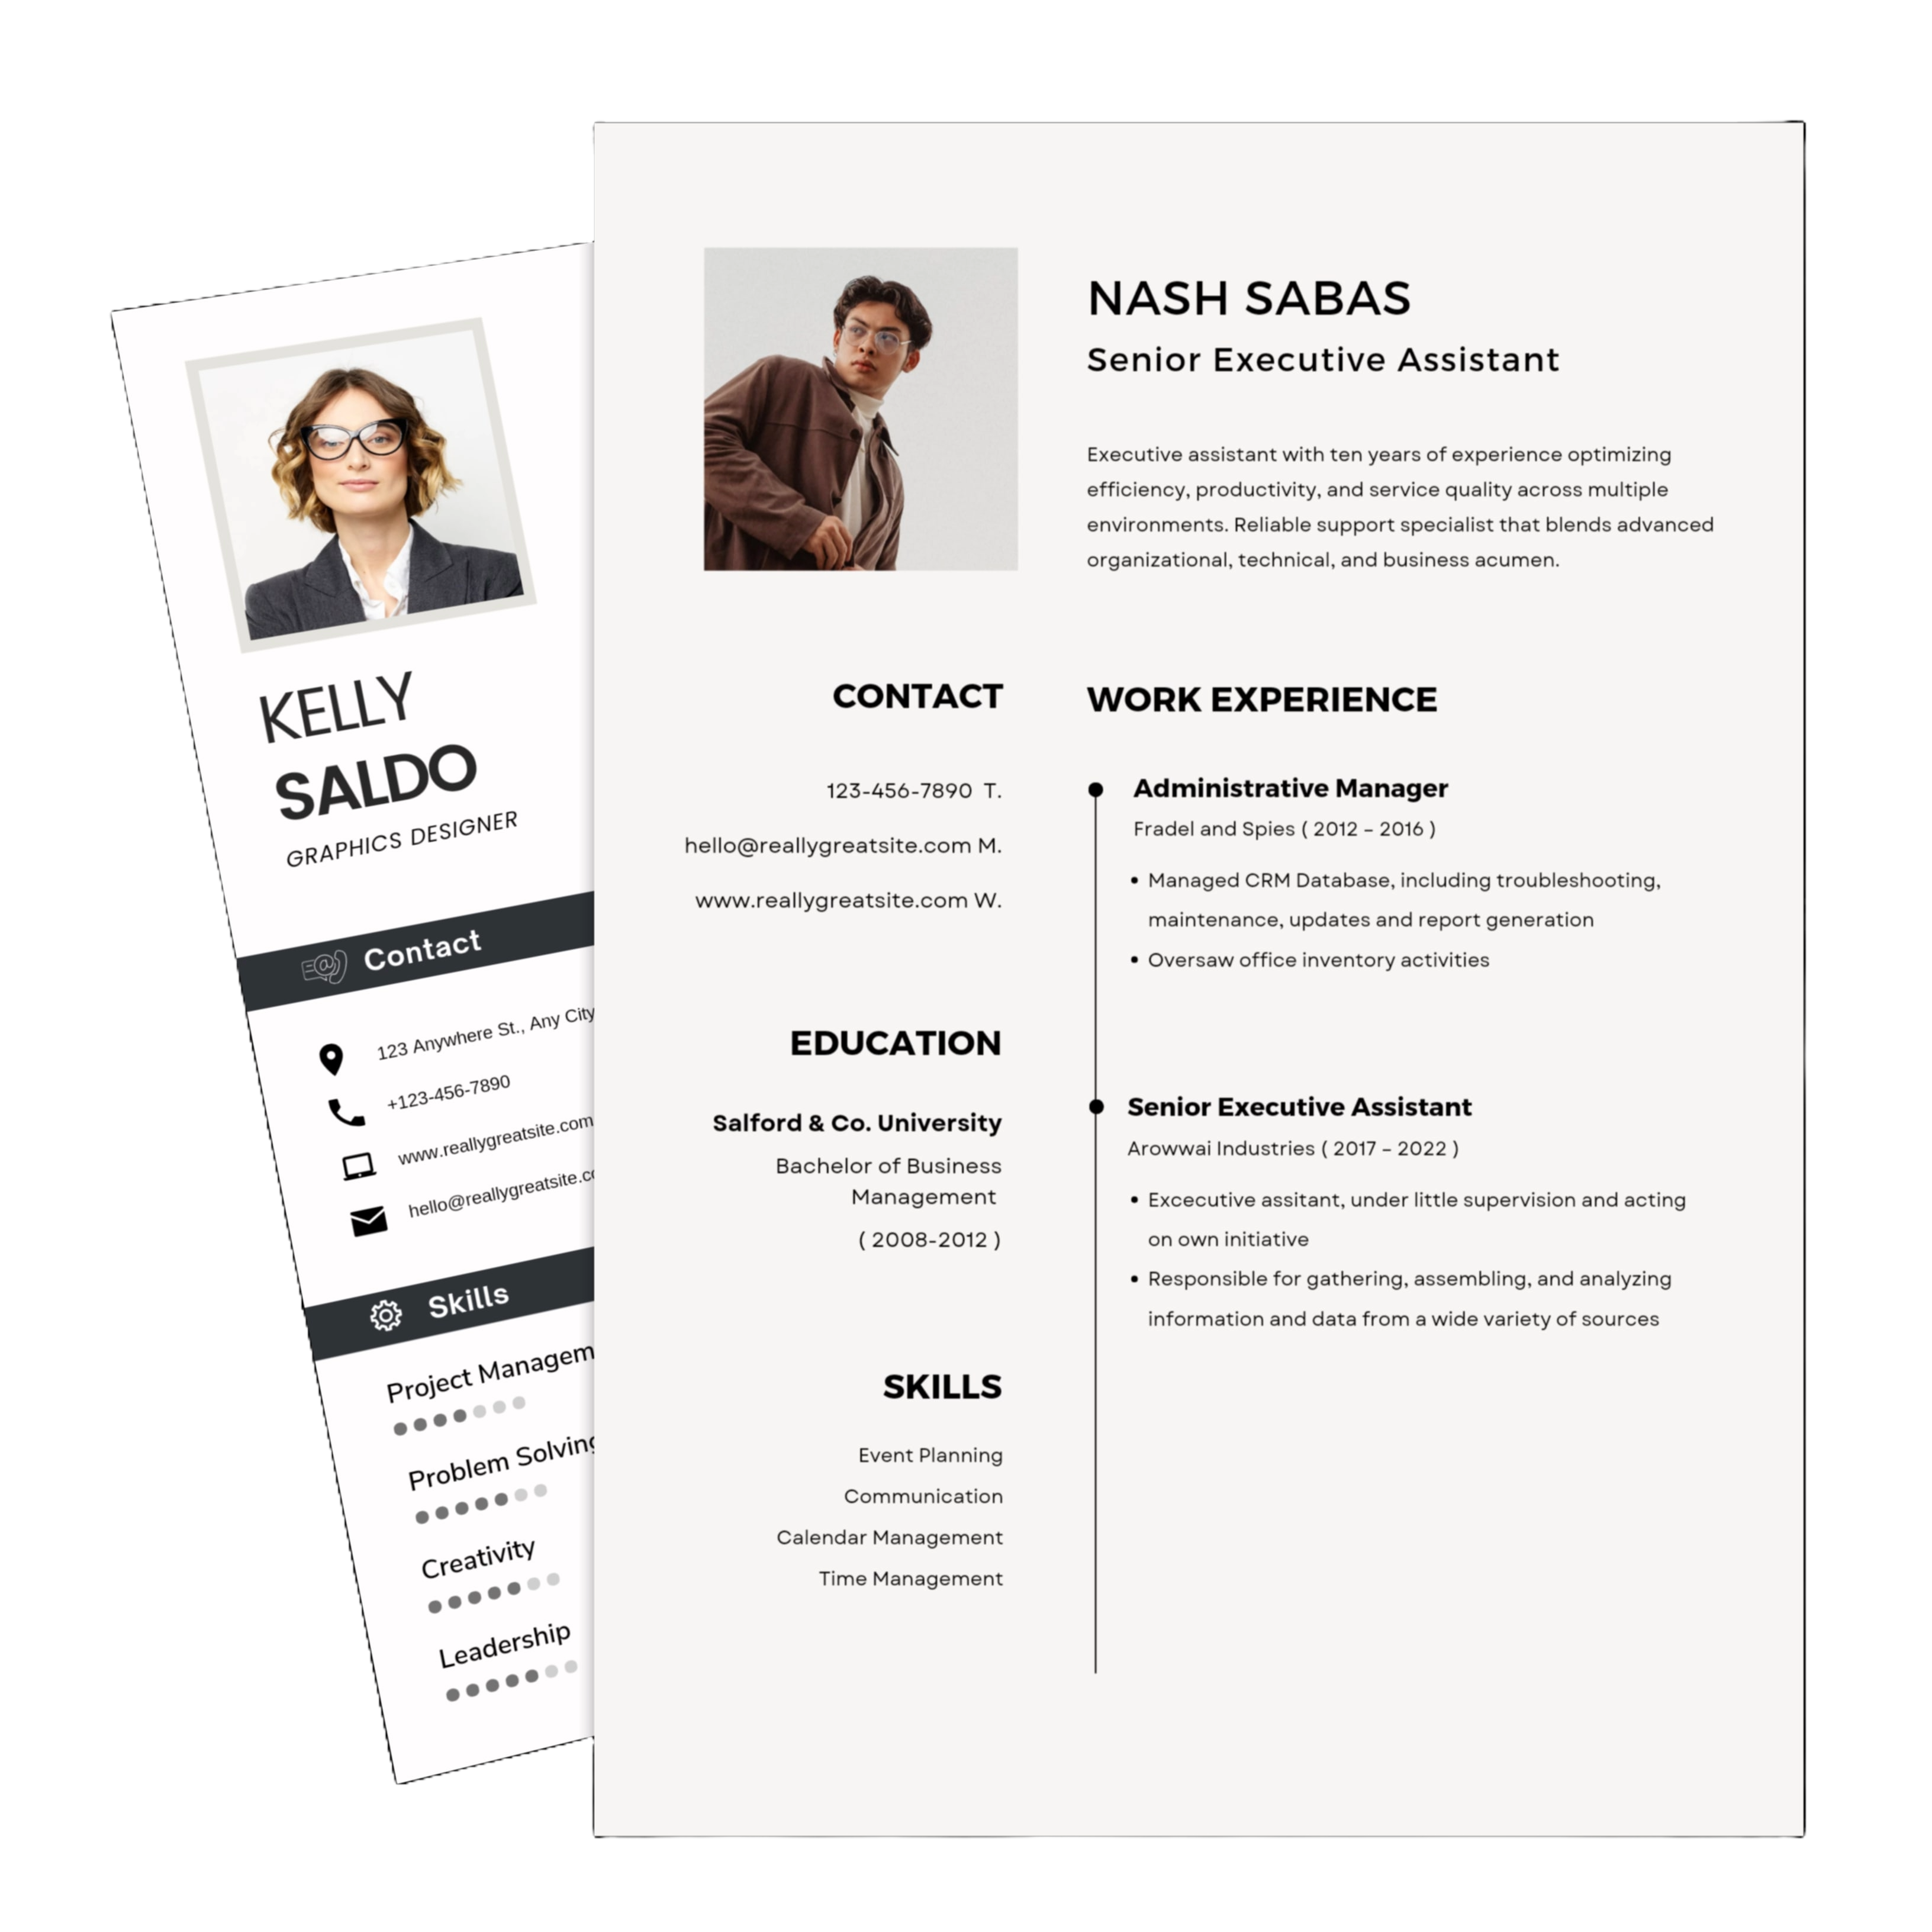 KELLY
SALDO
GRAPHICS DESIGNER
Contact
123 Anywhere St., Any City
+123-456-7890
www.reallygreatsite.com
hello@reallygreatsite.co
Skills
Project Managem
Problem Solving
Creativity
Leadership
NASH SABAS
Senior Executive Assistant
Executive assistant with ten years of experience optimizing
efficiency, productivity, and service quality across multiple
environments. Reliable support specialist that blends advanced
organizational, technical, and business acumen.
CONTACT
123-456-7890 T.
hello@reallygreatsite.com M.
www.reallygreatsite.com W.
EDUCATION
Salford & Co. University
Bachelor of Business
Management
( 2008-2012 )
SKILLS
Event Planning
Communication
Calendar Management
Time Management
WORK EXPERIENCE
Administrative Manager
Fradel and Spies ( 2012 – 2016 )
• Managed CRM Database, including troubleshooting,
maintenance, updates and report generation
• Oversaw office inventory activities
Senior Executive Assistant
Arowwai Industries ( 2017 – 2022 )
• Excecutive assitant, under little supervision and acting
on own initiative
• Responsible for gathering, assembling, and analyzing
information and data from a wide variety of sources